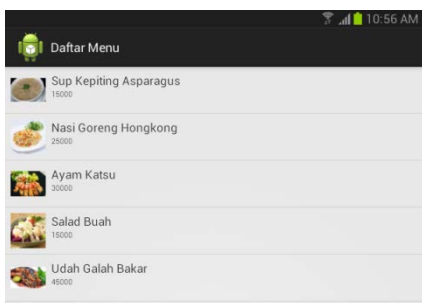 10:56 AM
Daftar Menu
Sup Kepiting Asparagus
15000
Nasi Goreng Hongkong
25000
Ayam Katsu
30000
Salad Buah
15000
Udah Galah Bakar
45000